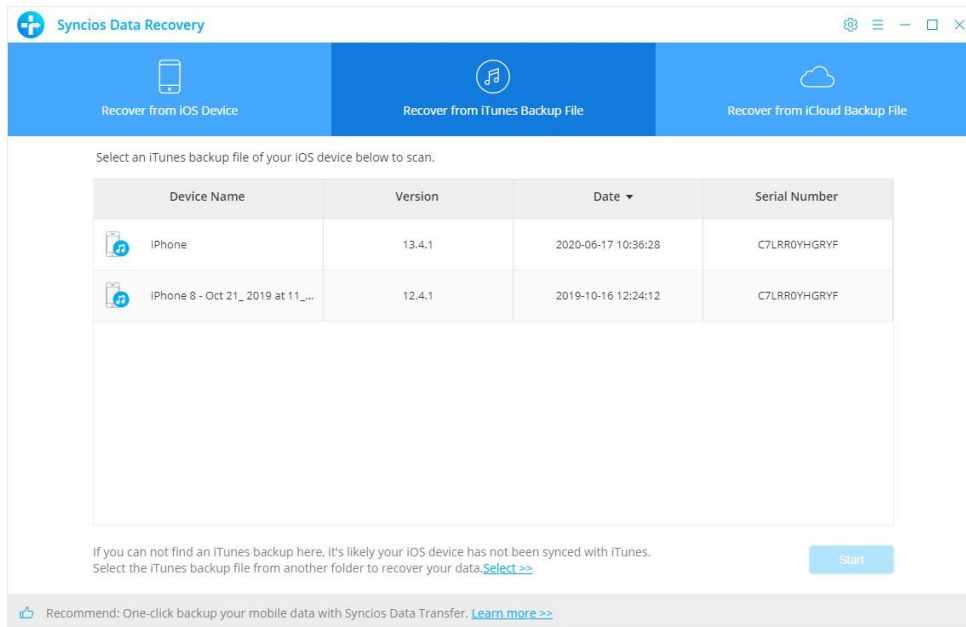 Syncios Data Recovery
Recover from iOS Device
Recover from iTunes Backup File
Recover from iCloud Backup File
Select an iTunes backup file of your iOS device below to scan.
Device Name Version Date Serial Number
iPhone 13.4.1 2020-06-17 10:36:28 C7LRR0YHGRYF
iPhone 8 - Oct 21_ 2019 at 11_... 12.4.1 2019-10-16 12:24:12 C7LRR0YHGRYF
If you can not find an iTunes backup here, it's likely your iOS device has not been synced with iTunes.
Select the iTunes backup file from another folder to recover your data.Select >>
Start
Recommend: One-click backup your mobile data with Syncios Data Transfer. Learn more >>